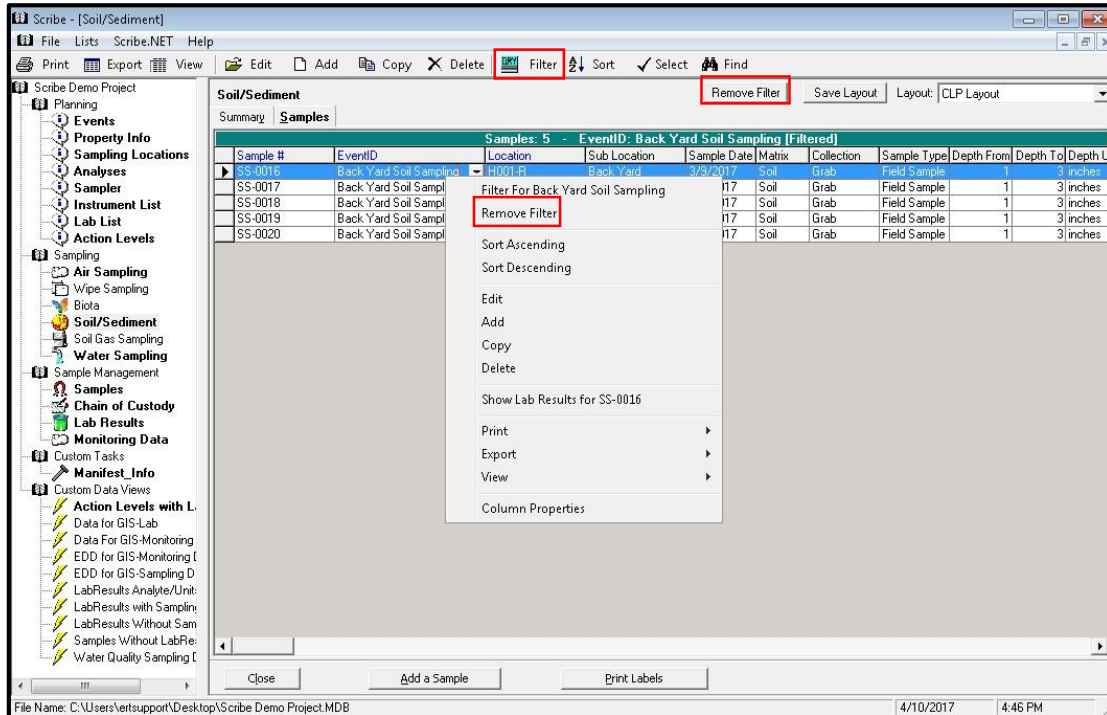 Scribe - [Soil/Sediment]
File Lists Scribe.NET Help
Print Export View Edit Add Copy Delete QRY Filter Sort Select Find
Scribe Demo Project
Planning
Events
Property Info
Sampling Locations
Analyses
Sampler
Instrument List
Lab List
Action Levels
Sampling
Air Sampling
Wipe Sampling
Biota
Soil/Sediment
Soil Gas Sampling
Water Sampling
Sample Management
Samples
Chain of Custody
Lab Results
Monitoring Data
Custom Tasks
Manifest_Info
Custom Data Views
Action Levels with L
Data for GIS-Lab
Data For GIS-Monitoring
EDD for GIS-Monitoring D
EDD for GIS-Sampling D
LabResults Analyte/Unit
LabResults with Samplin
LabResults Without Sam
Samples Without LabRe
Water Quality Sampling D
Soil/Sediment Remove Filter Save Layout Layout: CLP Layout
Summary Samples
Samples: 5 - EventID: Back Yard Soil Sampling [Filtered]
Sample # EventID Location Sub Location Sample Date Matrix Collection Sample Type Depth From Depth To Depth U
SS-0016 Back Yard Soil Sampling H001-R Back Yard 3/9/2017 Soil Grab Field Sample 1 3 inches
SS-0017 Back Yard Soil Sampl 17 Soil Grab Field Sample 1 3 inches
SS-0018 Back Yard Soil Sampl 17 Soil Grab Field Sample 1 3 inches
SS-0019 Back Yard Soil Sampl 17 Soil Grab Field Sample 1 3 inches
SS-0020 Back Yard Soil Sampl 17 Soil Grab Field Sample 1 3 inches
Filter For Back Yard Soil Sampling
Remove Filter
Sort Ascending
Sort Descending
Edit
Add
Copy
Delete
Show Lab Results for SS-0016
Print
Export
View
Column Properties
Close Add a Sample Print Labels
File Name: C:\Users\ertsupport\Desktop\Scribe Demo Project.MDB 4/10/2017 4:46 PM